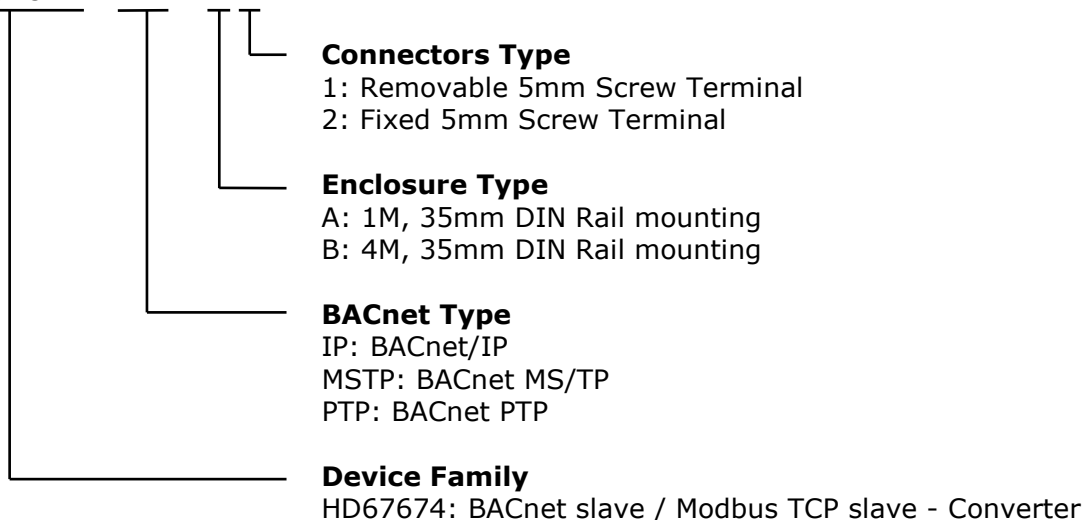 Connectors Type
1: Removable 5mm Screw Terminal
2: Fixed 5mm Screw Terminal
Enclosure Type
A: 1M, 35mm DIN Rail mounting
B: 4M, 35mm DIN Rail mounting
BACnet Type
IP: BACnet/IP
MSTP: BACnet MS/TP
PTP: BACnet PTP
Device Family
HD67674: BACnet slave / Modbus TCP slave - Converter